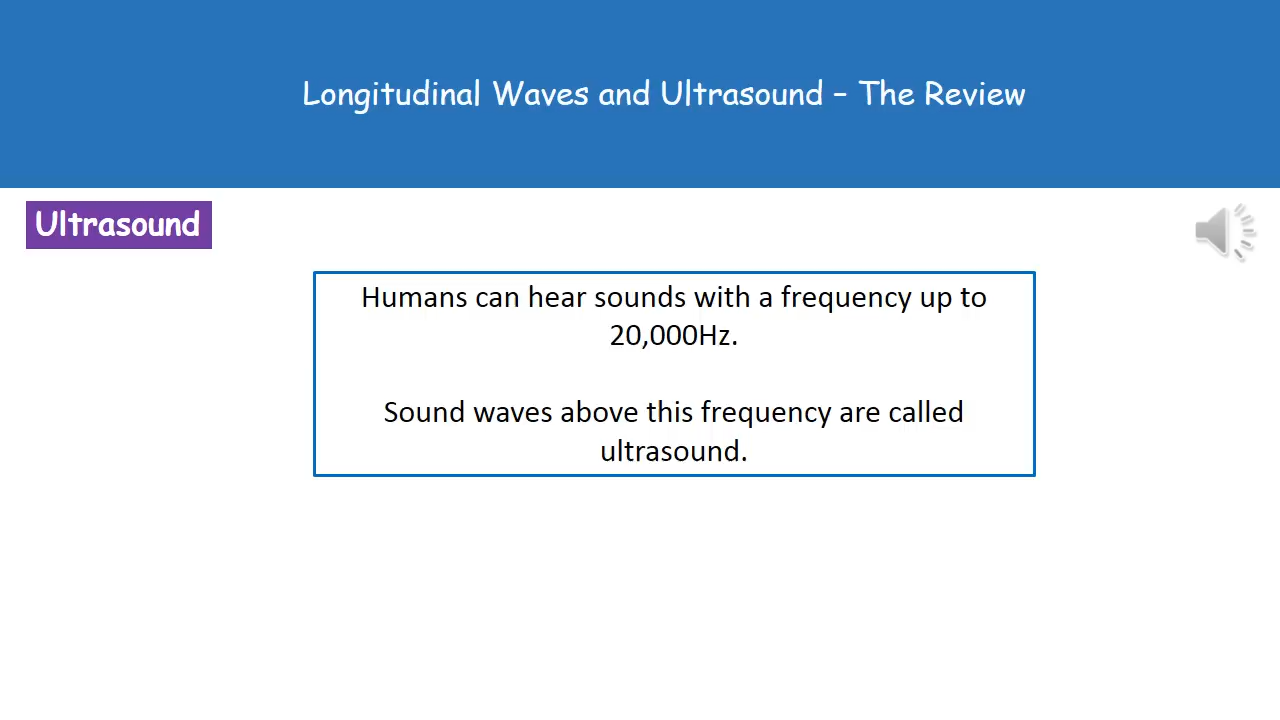 Longitudinal Waves and Ultrasound – The Review
Ultrasound
Humans can hear sounds with a frequency up to
20,000Hz.
Sound waves above this frequency are called
ultrasound.